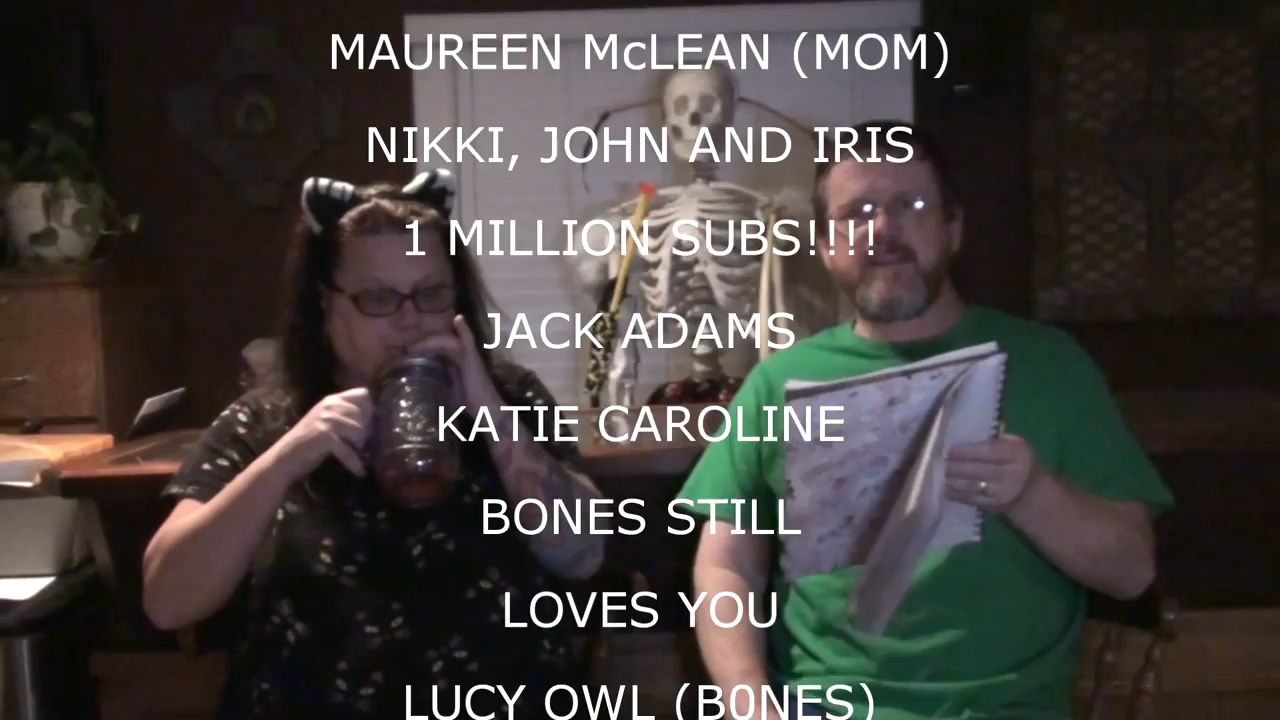 MAUREEN McLEAN (MOM)
NIKKI, JOHN AND IRIS
1 MILLION SUBS!!!!
JACK ADAMS
KATIE CAROLINE
BONES STILL
LOVES YOU
LUCY OWL (B0NES)